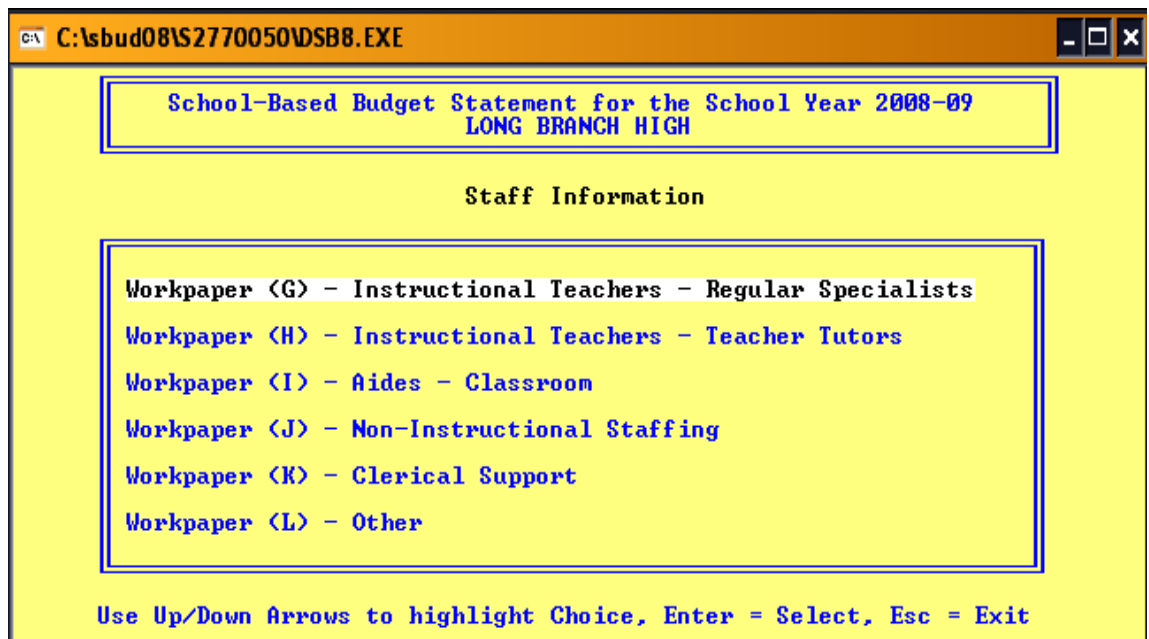 C:\sbud08\S2770050\DSB8.EXE
School-Based Budget Statement for the School Year 2008-09
LONG BRANCH HIGH
Staff Information
Workpaper (G) - Instructional Teachers - Regular Specialists
Workpaper (H) - Instructional Teachers - Teacher Tutors
Workpaper (I) - Aides - Classroom
Workpaper (J) - Non-Instructional Staffing
Workpaper (K) - Clerical Support
Workpaper (L) - Other
Use Up/Down Arrows to highlight Choice, Enter = Select, Esc = Exit